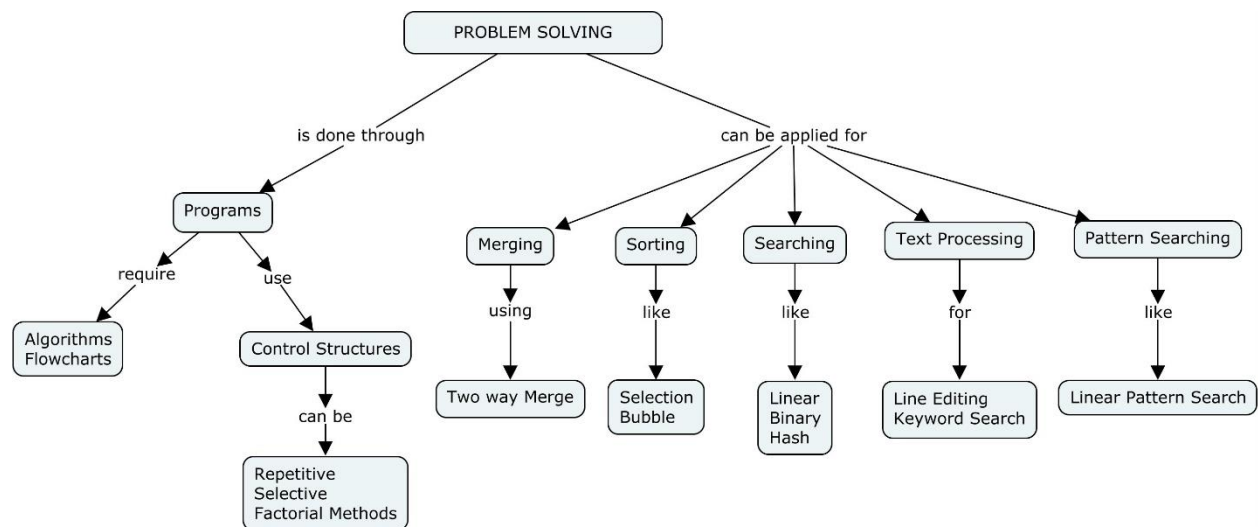 PROBLEM SOLVING
is done through
can be applied for
Programs
Merging
Sorting
Searching
Text Processing
Pattern Searching
require
use
using
like
like
for
like
Algorithms
Flowcharts
Control Structures
Two way Merge
Selection
Bubble
Linear
Binary
Hash
Line Editing
Keyword Search
Linear Pattern Search
can be
Repetitive
Selective
Factorial Methods